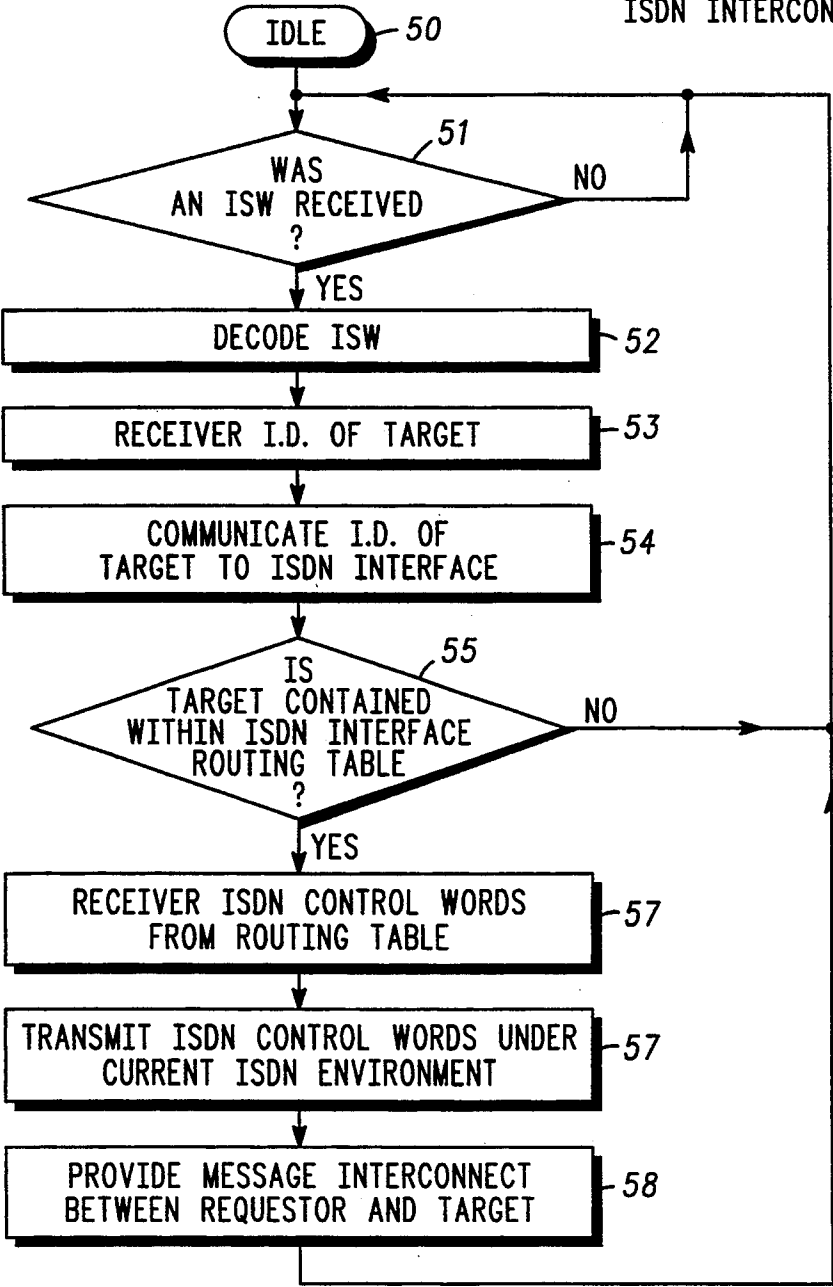 IDLE
50
ISDN INTERCON
51
WAS
AN ISW RECEIVED
?
NO
YES
DECODE ISW
52
RECEIVER I.D. OF TARGET
53
COMMUNICATE I.D. OF
TARGET TO ISDN INTERFACE
54
55
IS
TARGET CONTAINED
WITHIN ISDN INTERFACE
ROUTING TABLE
?
NO
YES
RECEIVER ISDN CONTROL WORDS
FROM ROUTING TABLE
57
TRANSMIT ISDN CONTROL WORDS UNDER
CURRENT ISDN ENVIRONMENT
57
PROVIDE MESSAGE INTERCONNECT
BETWEEN REQUESTOR AND TARGET
58